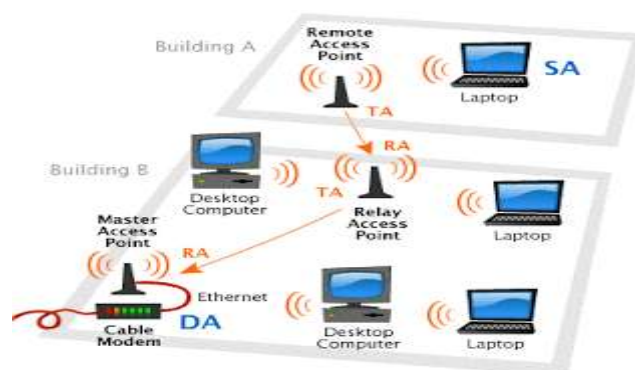 Building A
Remote
Access
Point
SA
Laptop
TA
RA
Building B
TA
Desktop
Computer
Relay
Access
Point
Laptop
Master
Access
Point
RA
Ethernet
Cable
Modem
DA
Desktop
Computer
Laptop